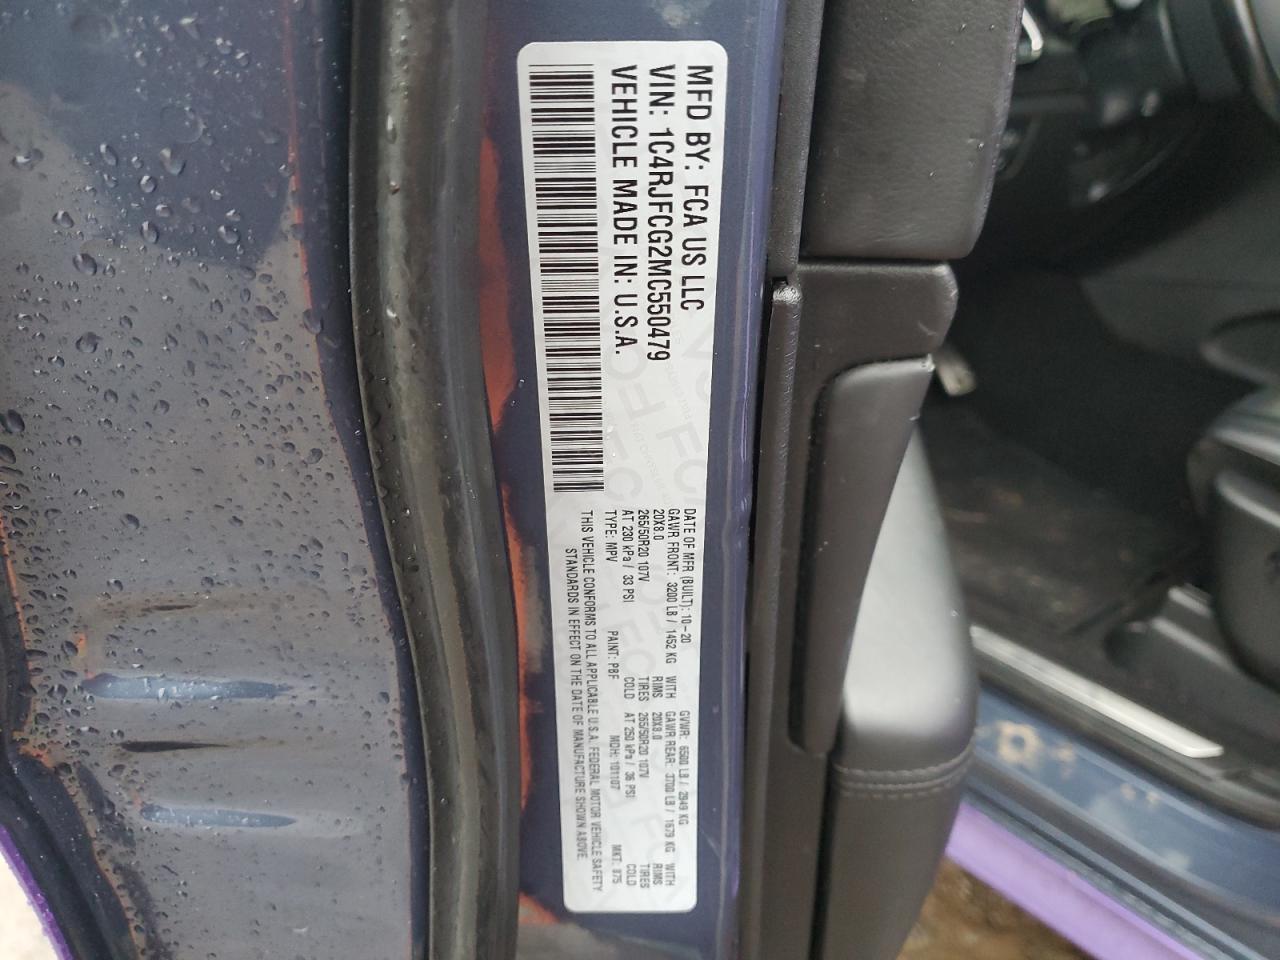 MFD BY: FCA US LLC
VIN: 1C4RJFCG2MC550479
VEHICLE MADE IN: U.S.A.
DATE OF MFR (BUILT): 10-20 GVWR: 6500 LB / 2949 KG
GAWR FRONT: 3200 LB / 1452 KG WITH GAWR REAR: 3700 LB / 1679 KG WITH
20X8.0 RIMS 20X8.0 RIMS
265/50R20 107V TIRES 265/50R20 107V TIRES
AT 230 kPa / 33 PSI COLD AT 250 kPa / 36 PSI COLD
TYPE: MPV PAINT: PBF MDH: 101107 MKT: 875
THIS VEHICLE CONFORMS TO ALL APPLICABLE U.S.A. FEDERAL MOTOR VEHICLE SAFETY
STANDARDS IN EFFECT ON THE DATE OF MANUFACTURE SHOWN ABOVE.